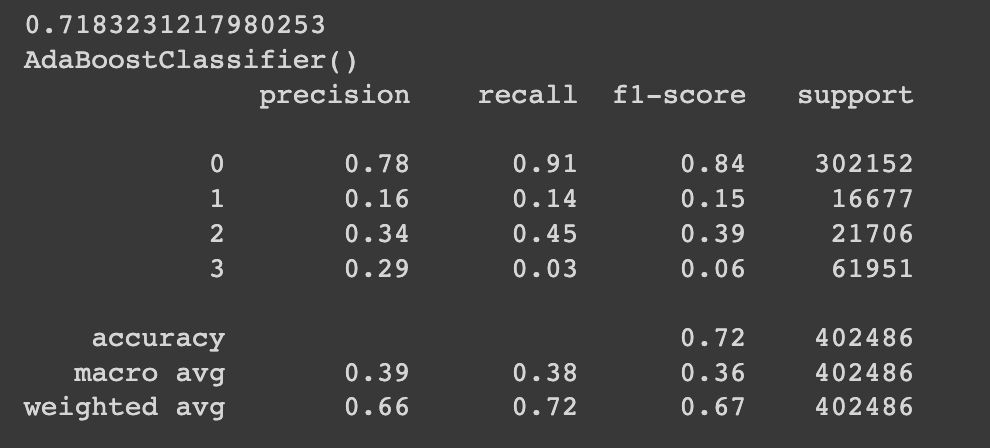 0.7183231217980253
AdaBoostClassifier()
precision recall f1-score support
0 0.78 0.91 0.84 302152
1 0.16 0.14 0.15 16677
2 0.34 0.45 0.39 21706
3 0.29 0.03 0.06 61951
accuracy 0.72 402486
macro avg 0.39 0.38 0.36 402486
weighted avg 0.66 0.72 0.67 402486